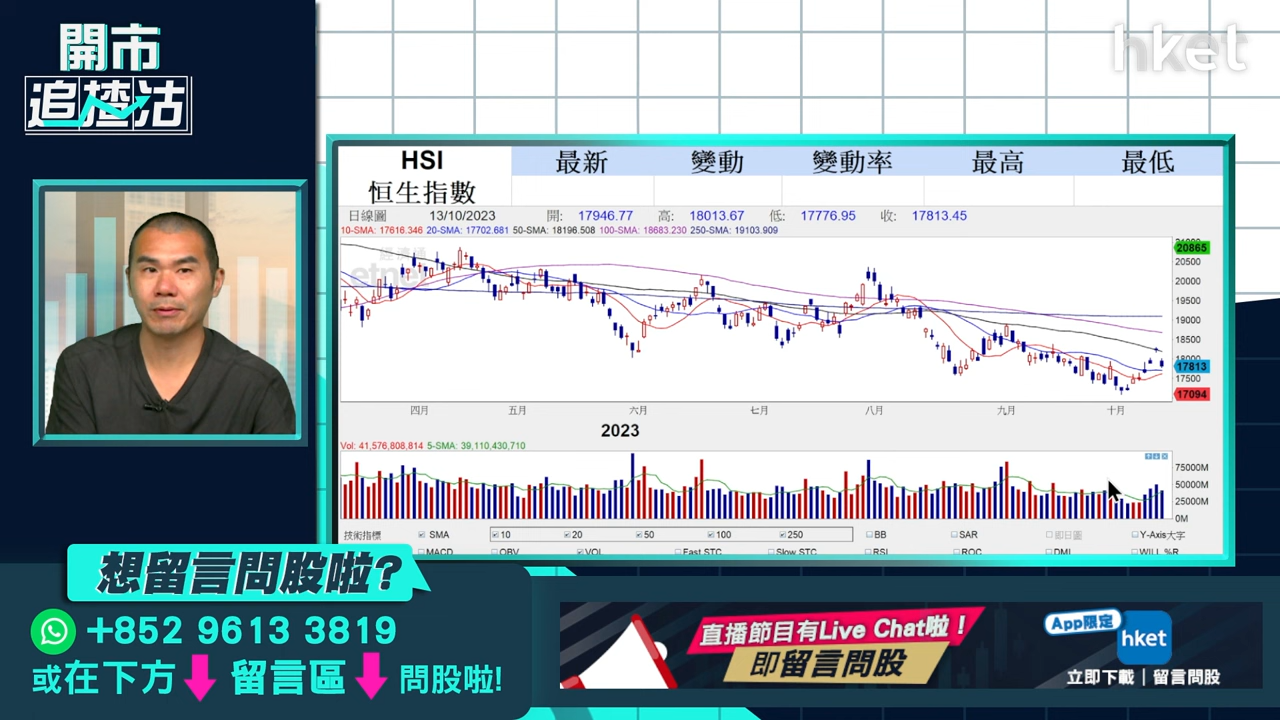 開市
追揸沽
hket
HSI
恒生指數
最新 變動 變動率 最高 最低
日線圖 13/10/2023 開: 17946.77 高: 18013.67 低: 17776.95 收: 17813.45
10-SMA: 17616.346 20-SMA: 17702.681 50-SMA: 18196.508 100-SMA: 18683.230 250-SMA: 19103.909
經濟通
etnet
20865
20500
20000
19500
19000
18500
18000
17813
17500
17094
四月 五月 六月 七月 八月 九月 十月
2023
Vol: 41,576,808,814 5-SMA: 39,110,430,710
75000M
50000M
25000M
0M
技術指標 SMA 10 20 50 100 250 BB SAR 即日圖 Y-Axis大字
MACD OBV VOL Fast STC Slow STC RSI ROC DMI WILL %R
想留言問股啦?
+852 9613 3819
或在下方 留言區 問股啦!
直播節目有Live Chat啦!
即留言問股
App限定
hket
立即下載 | 留言問股